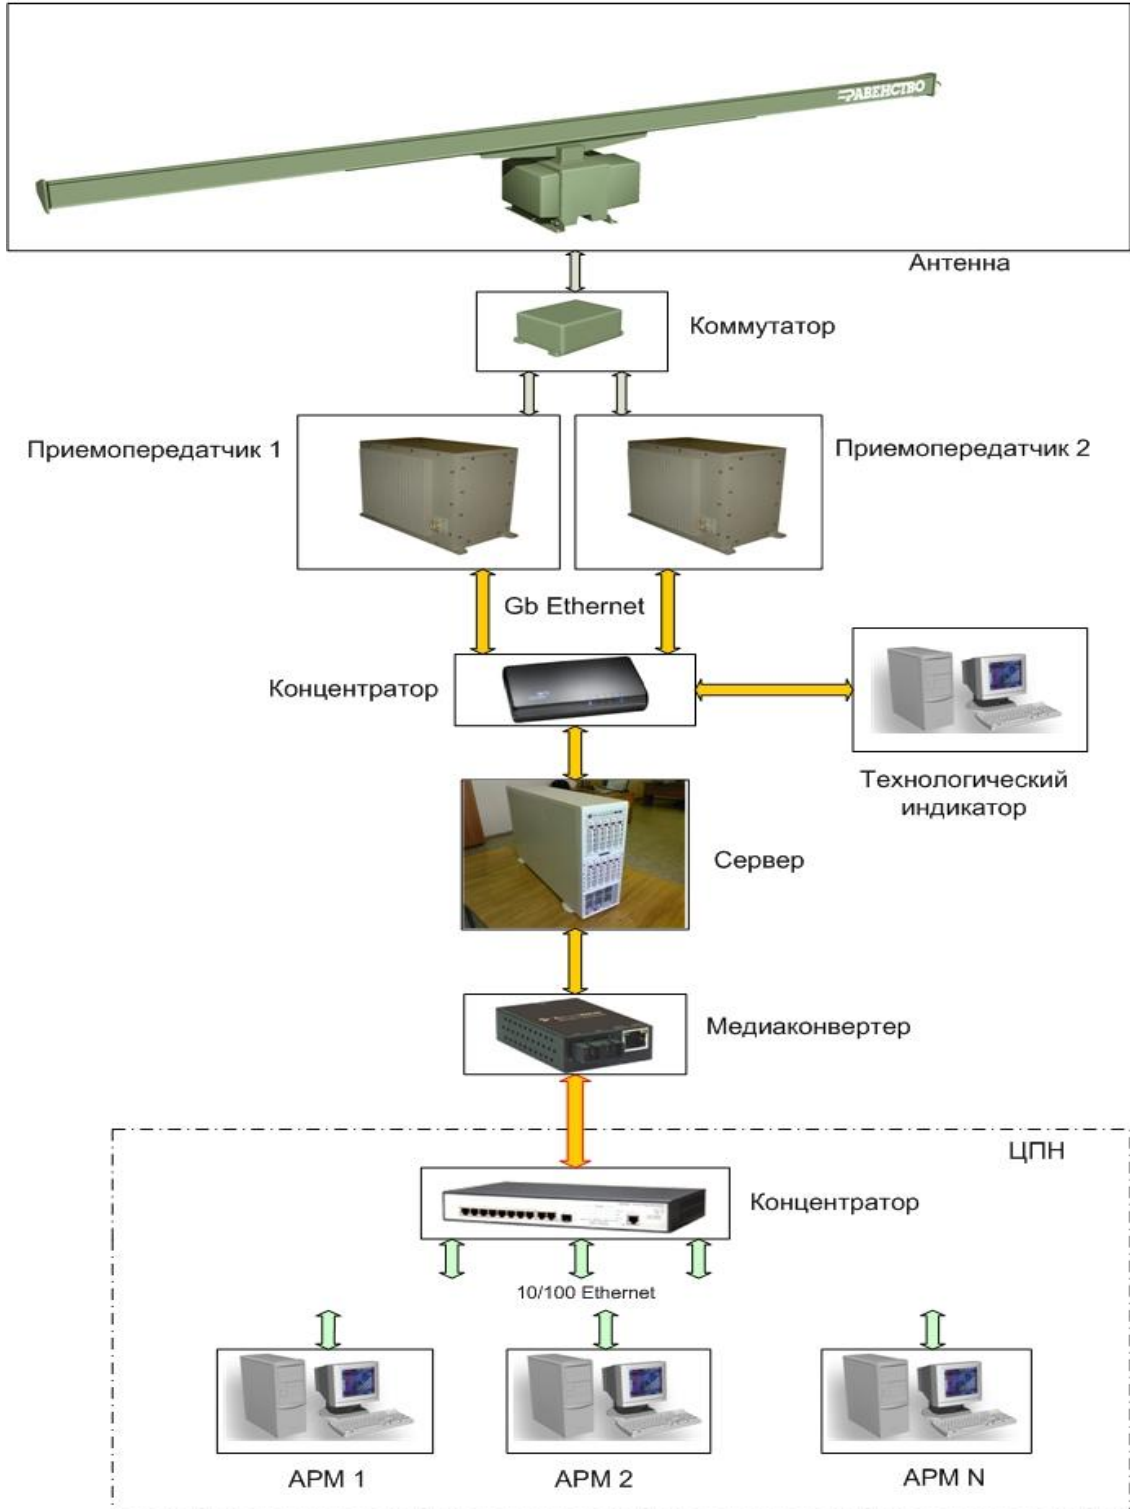 РАВЕНСТВО
Антенна
Коммутатор
Приемопередатчик 1
Приемопередатчик 2
Gb Ethernet
Концентратор
Технологический
индикатор
Сервер
Медиаконвертер
ЦПН
Концентратор
10/100 Ethernet
АРМ 1
АРМ 2
АРМ N